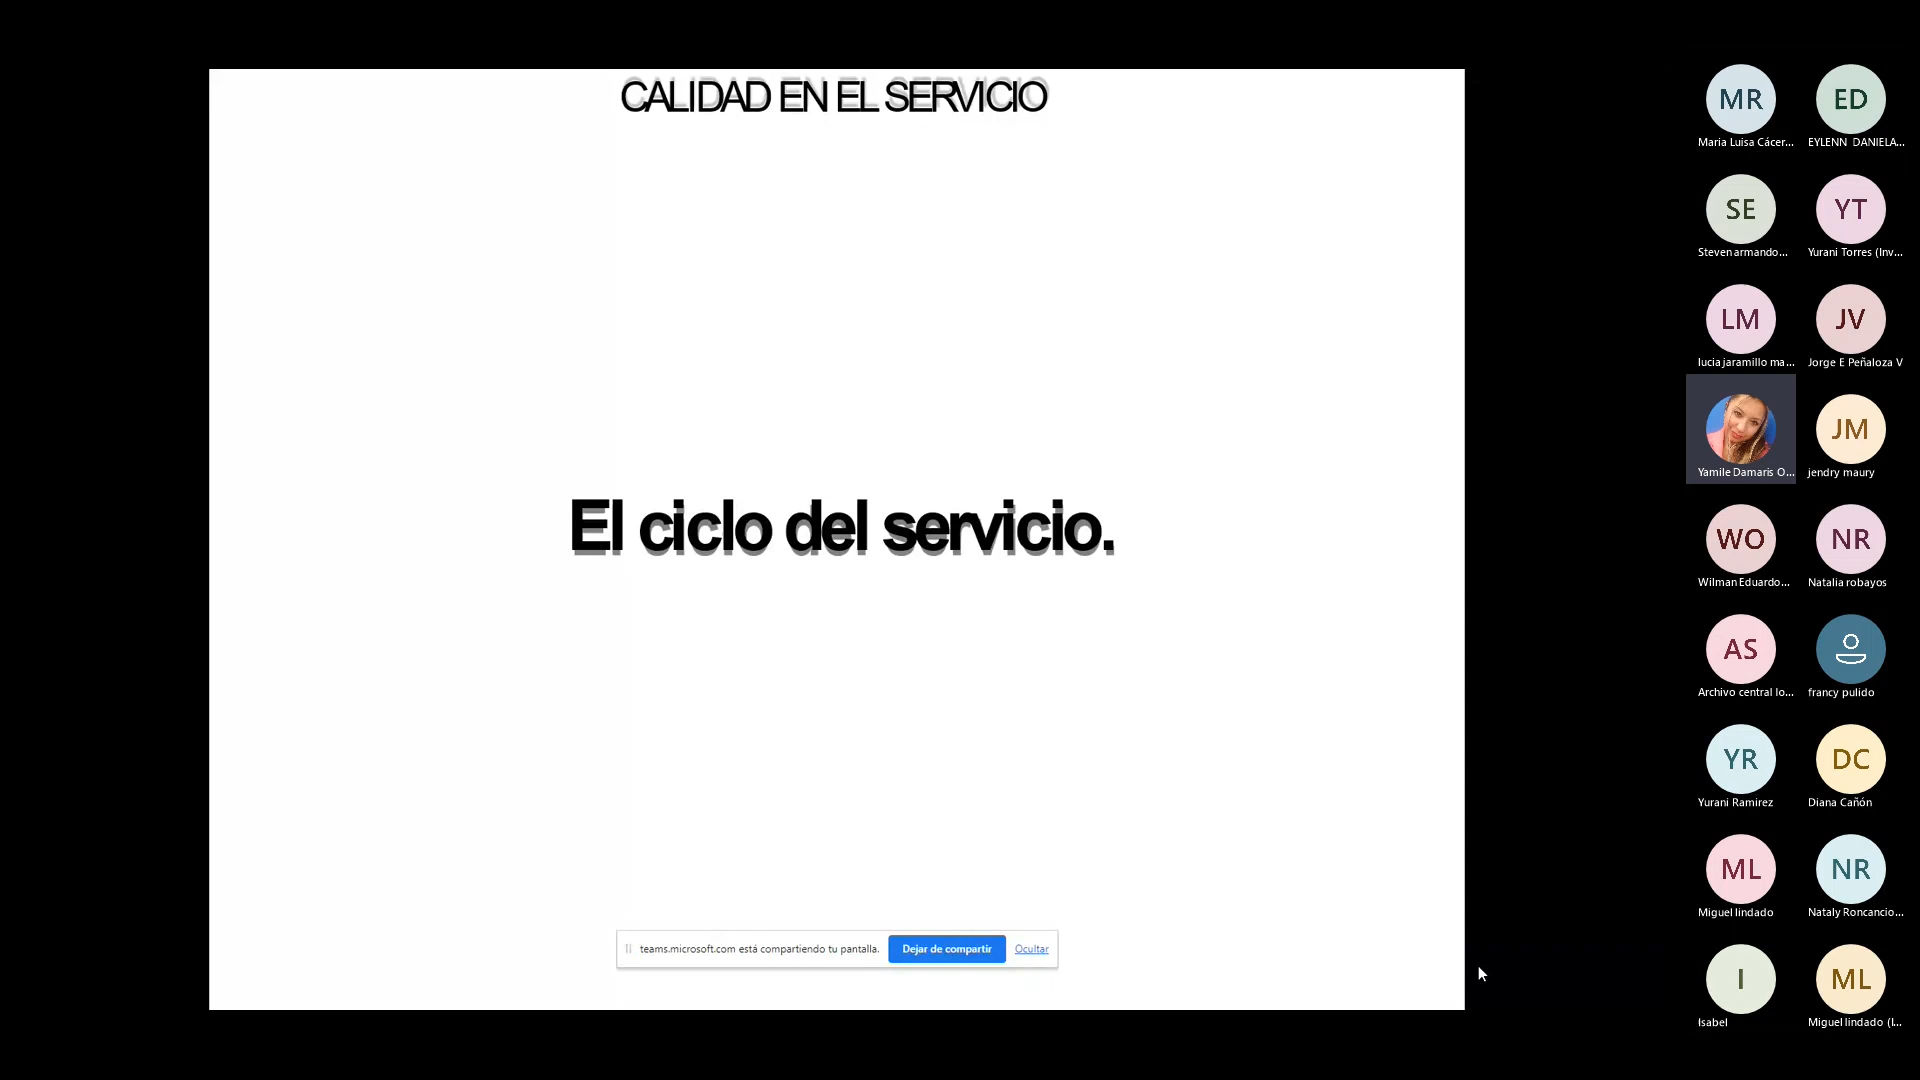 CALIDAD EN EL SERVICIO
El ciclo del servicio.
teams.microsoft.com está compartiendo tu pantalla. Dejar de compartir Ocultar
MR ED
Maria Luisa Cácer... EYLENN DANIELA...
SE YT
Steven armando... Yurani Torres (Inv...
LM JV
lucia jaramillo ma... Jorge E Peñaloza V
JM
Yamile Damaris O... jendry maury
WO NR
Wilman Eduardo... Natalia robayos
AS
Archivo central lo... francy pulido
YR DC
Yurani Ramirez Diana Cañón
ML NR
Miguel lindado Nataly Roncancio...
I ML
Isabel Miguel lindado (I...